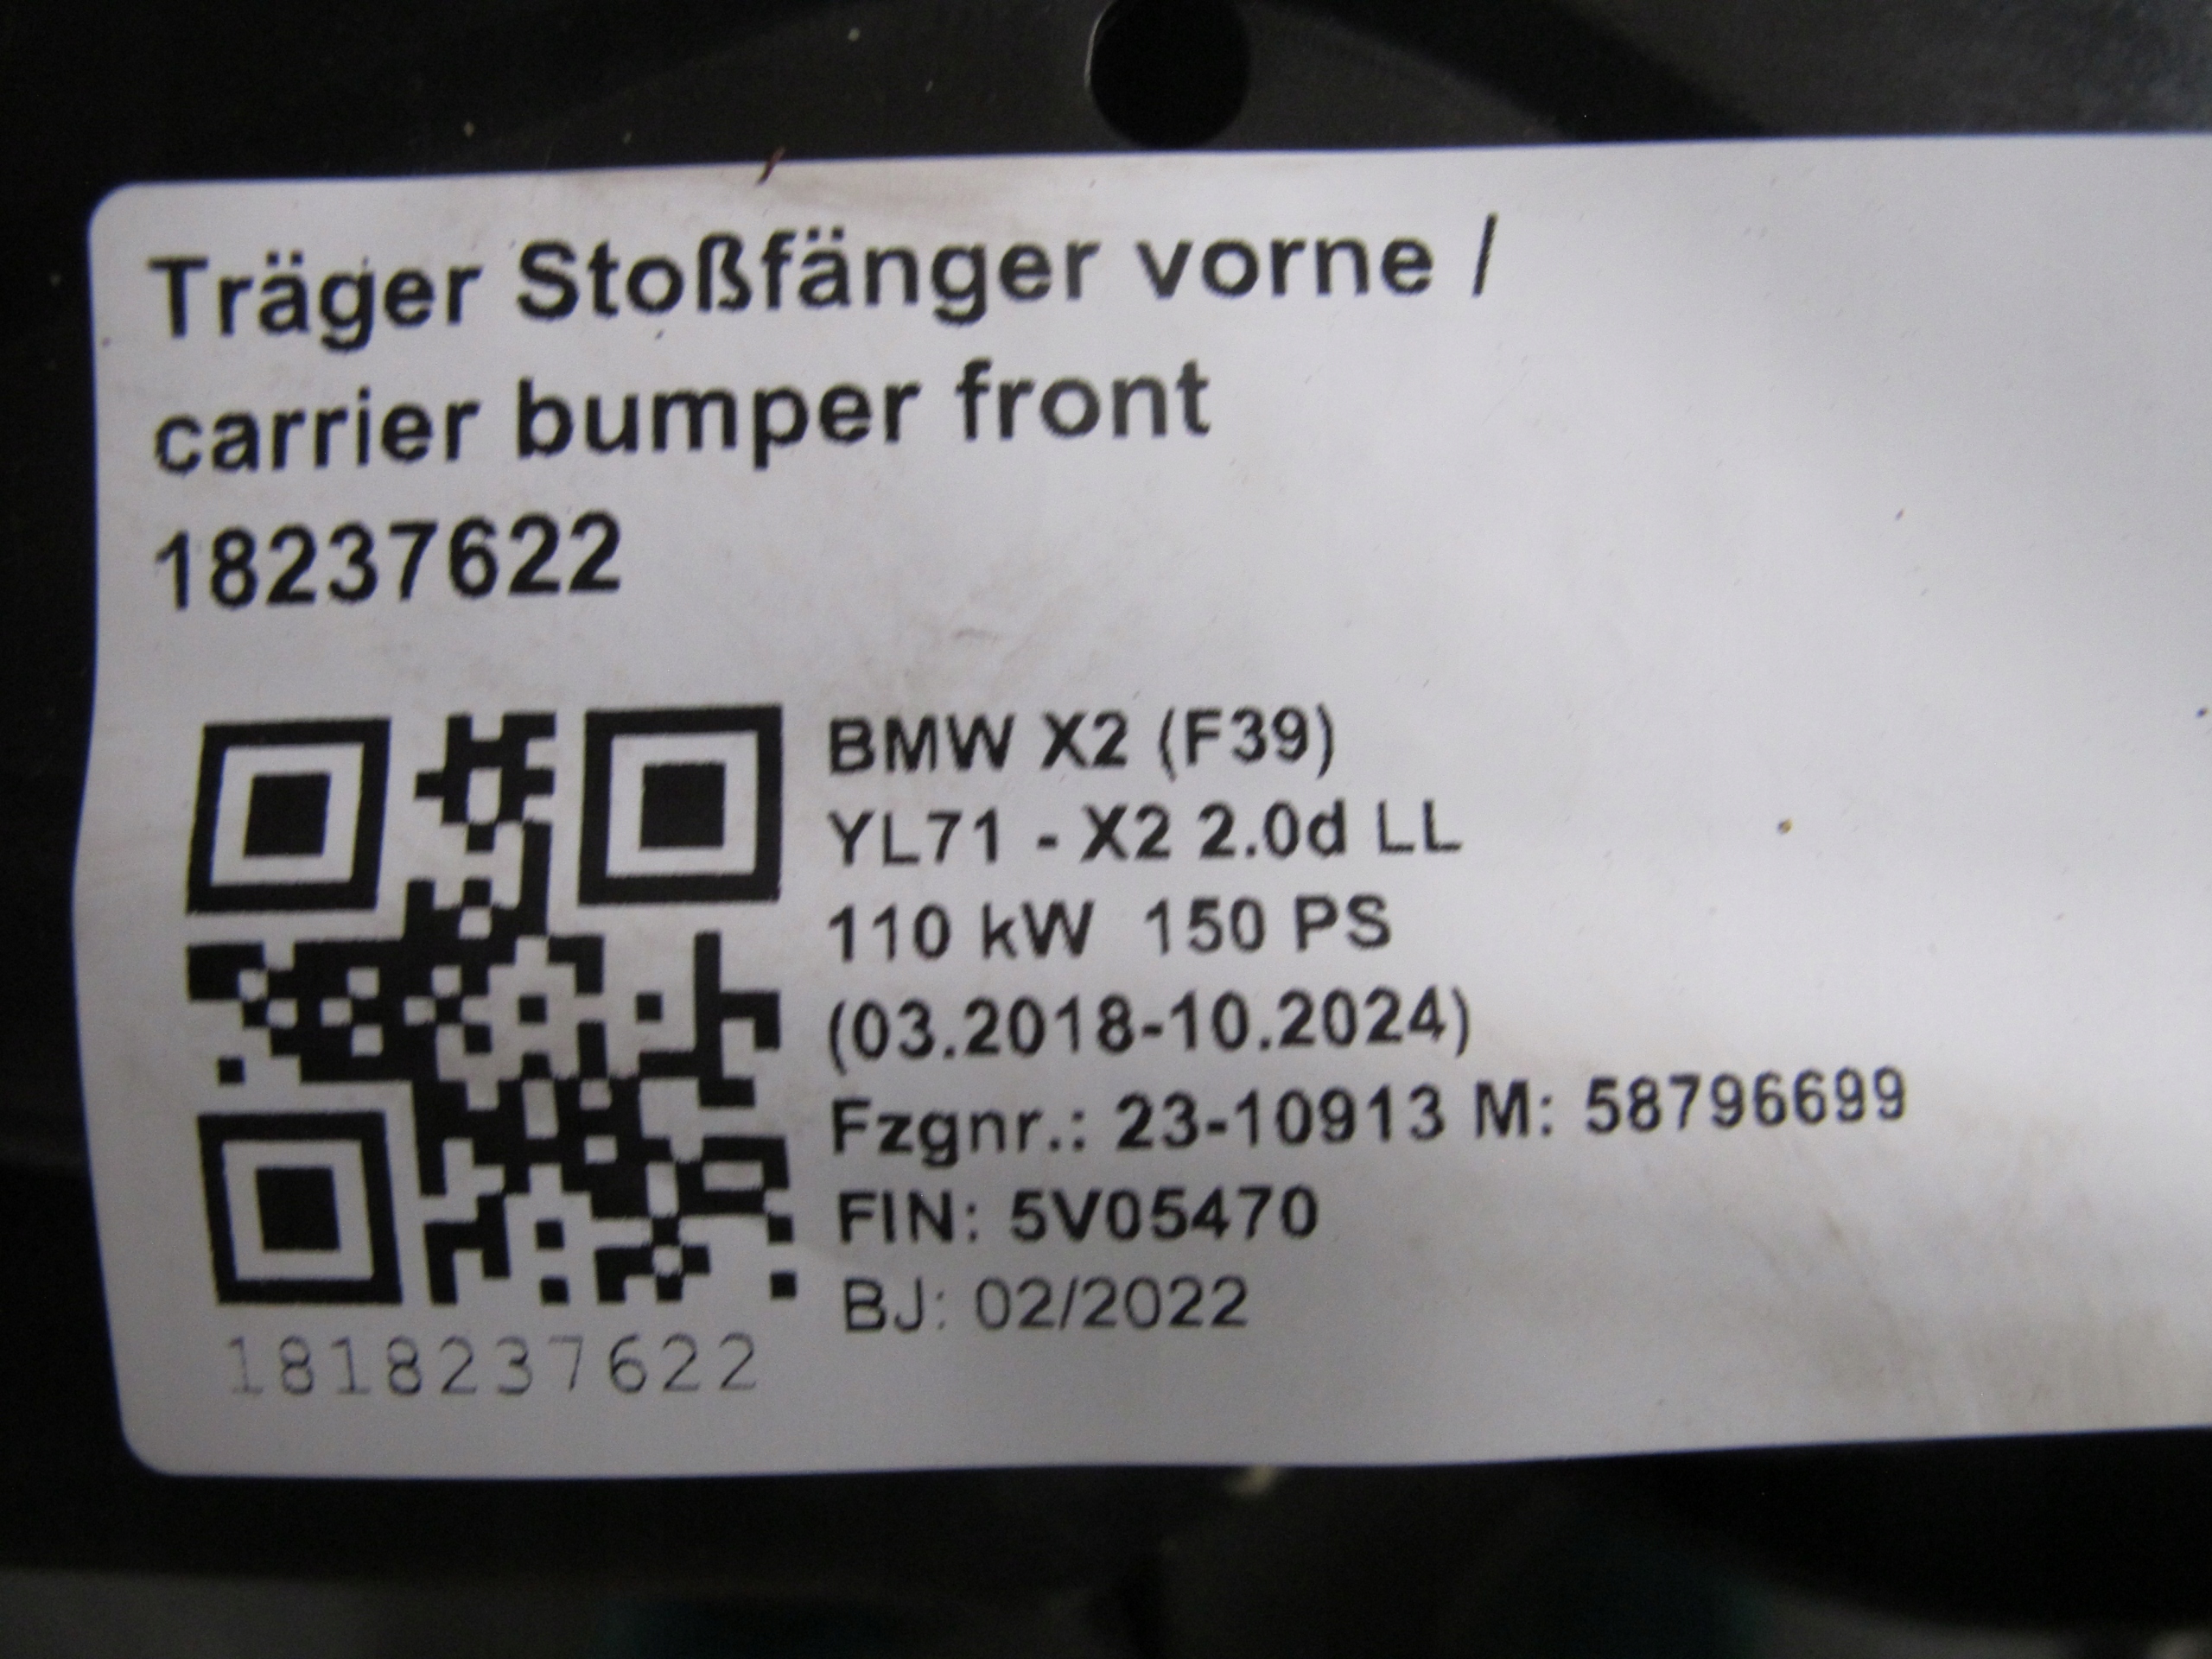 Träger Stoßfänger vorne /
carrier bumper front
18237622
BMW X2 (F39)
YL71 - X2 2.0d LL
110 kW 150 PS
(03.2018-10.2024)
Fzgnr.: 23-10913 M: 58796699
FIN: 5V05470
BJ: 02/2022
1818237622